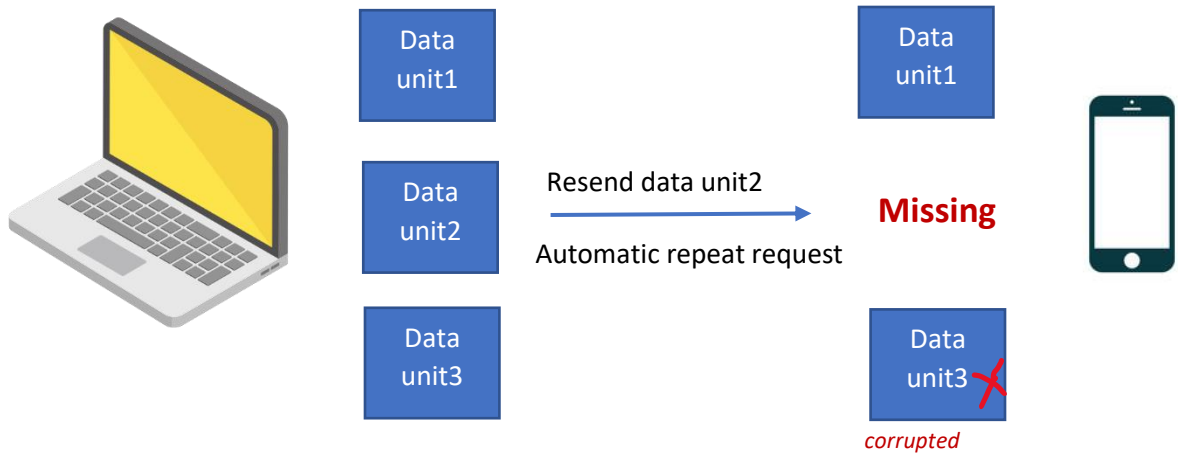 Data
unit1
Data
unit1
Data
unit2
Resend data unit2
Automatic repeat request
Missing
Data
unit3
Data
unit3
corrupted